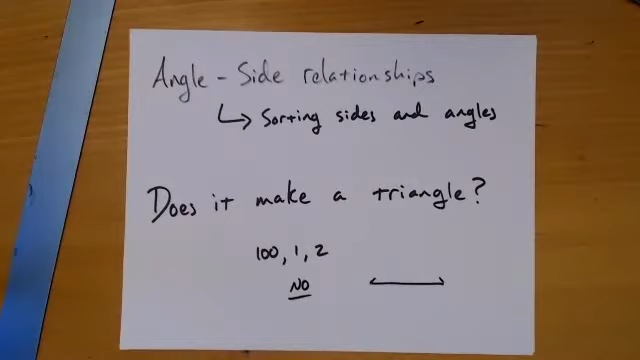 Angle - Side relationships
↳ Sorting sides and angles
Does it make a triangle?
100, 1, 2
NO